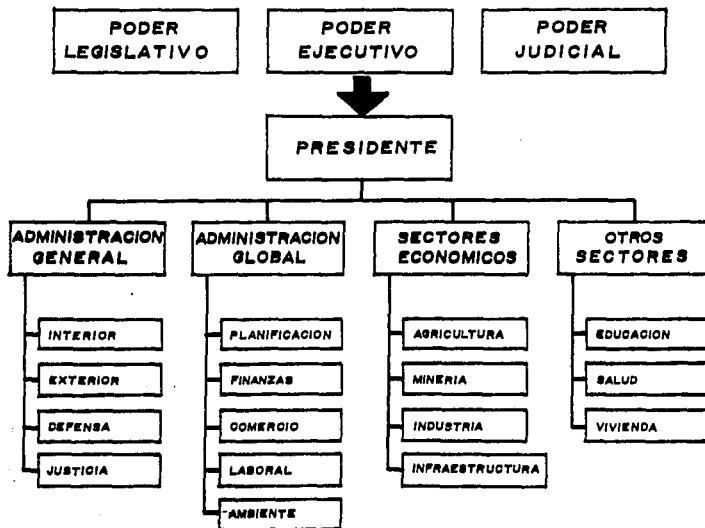 PODER
LEGISLATIVO
PODER
EJECUTIVO
PODER
JUDICIAL
PRESIDENTE
ADMINISTRACION
GENERAL
INTERIOR
EXTERIOR
DEFENSA
JUSTICIA
ADMINISTRACION
GLOBAL
PLANIFICACION
FINANZAS
COMERCIO
LABORAL
AMBIENTE
SECTORES
ECONOMICOS
AGRICULTURA
MINERIA
INDUSTRIA
INFRAESTRUCTURA
OTROS
SECTORES
EDUCACION
SALUD
VIVIENDA